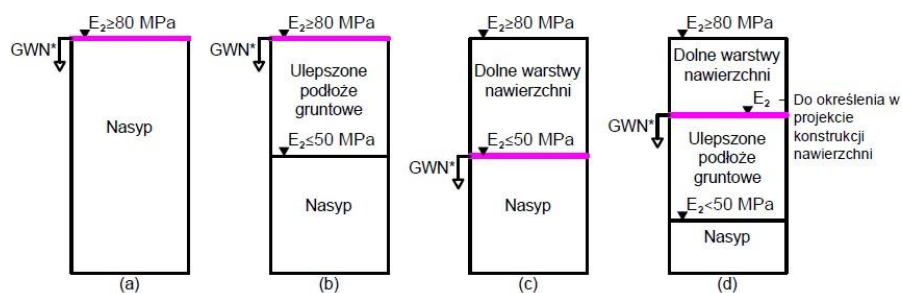 E₂≥80 MPa
GWN*
Nasyp
(a)
E₂≥80 MPa
GWN*
Ulepszone
podłoże
gruntowe
E₂≤50 MPa
Nasyp
(b)
E₂≥80 MPa
Dolne warstwy
nawierzchni
E₂≤50 MPa
GWN*
Nasyp
(c)
E₂≥80 MPa
Dolne warstwy
nawierzchni
E₂ – Do określenia w
projekcie
konstrukcji
nawierzchni
GWN*
Ulepszone
podłoże
gruntowe
E₂<50 MPa
Nasyp
(d)